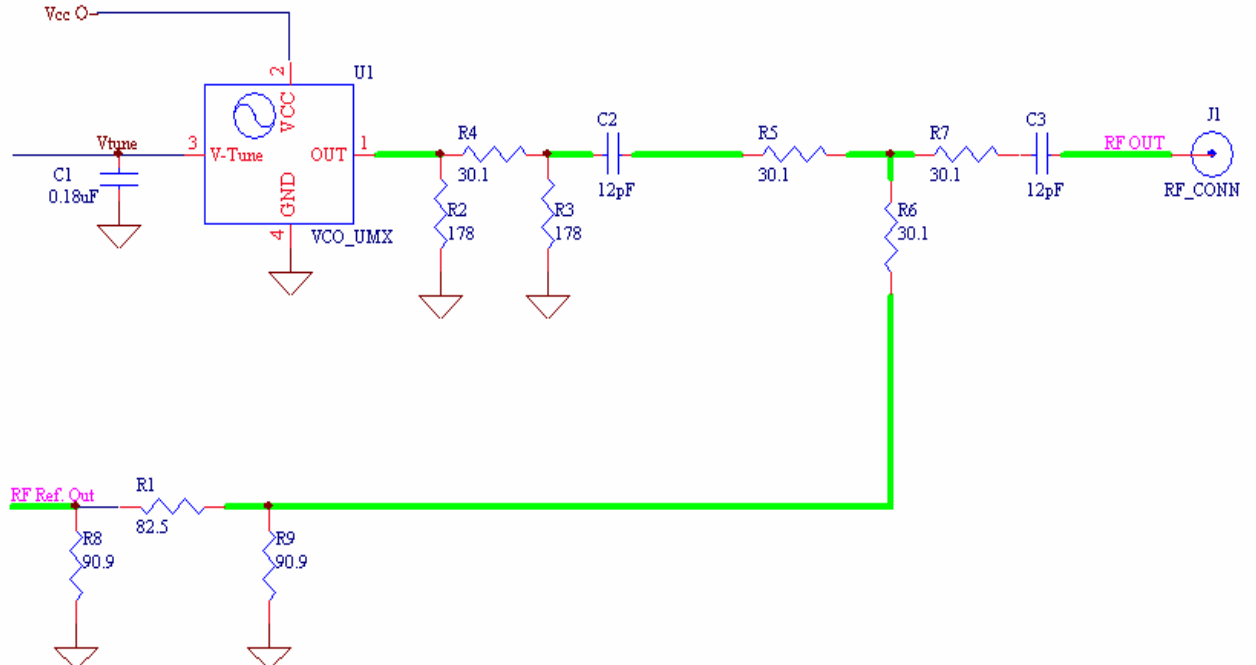 Vcc
U1
2
VCC
Vtune
3
V-Tune
OUT
1
GND
4
VCO_UMX
C1
0.18uF
R4
30.1
R2
178
R3
178
C2
12pF
R5
30.1
R7
30.1
C3
12pF
RF OUT
J1
RF_CONN
R6
30.1
RF Ref. Out
R1
82.5
R8
90.9
R9
90.9